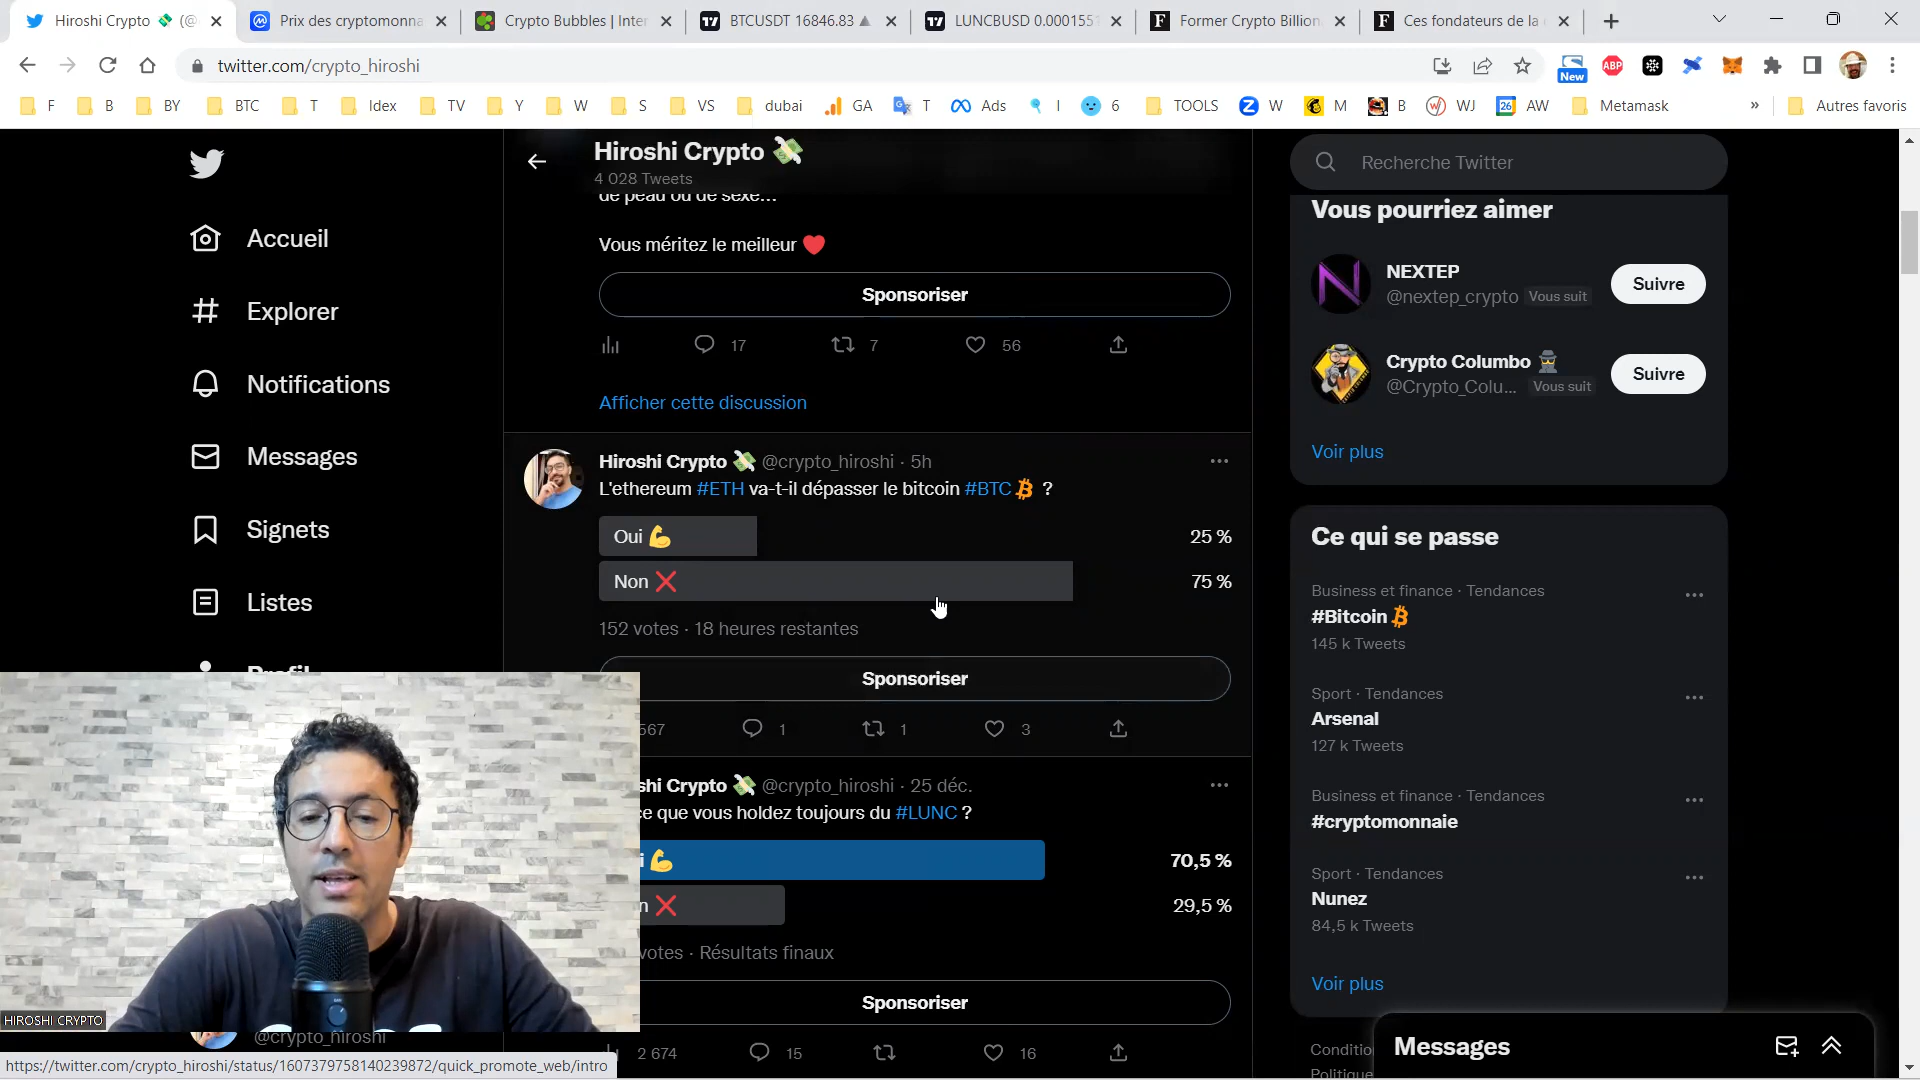 Hiroshi Crypto 💸 (@c
Prix des cryptomonna
Crypto Bubbles | Inter
BTCUSDT 16846.83 ▲
LUNCBUSD 0.0001551
Former Crypto Billion
Ces fondateurs de la
twitter.com/crypto_hiroshi
New
ABP
F
B
BY
BTC
T
Idex
TV
Y
W
S
VS
dubai
GA
T
Ads
I
6
TOOLS
W
M
B
WJ
26
AW
Metamask
»
Autres favoris
Accueil
Explorer
Notifications
Messages
Signets
Listes
Profil
@crypto_hiroshi
Hiroshi Crypto 💸
4 028 Tweets
de peau ou de sexe...
Vous méritez le meilleur ❤️
Sponsoriser
17
7
56
Afficher cette discussion
Hiroshi Crypto 💸 @crypto_hiroshi · 5h
L'ethereum #ETH va-t-il dépasser le bitcoin #BTC ?
Oui 💪 25 %
Non ❌ 75 %
152 votes · 18 heures restantes
Sponsoriser
567
1
1
3
shi Crypto 💸 @crypto_hiroshi · 25 déc.
ce que vous holdez toujours du #LUNC ?
i 💪 70,5 %
n ❌ 29,5 %
votes · Résultats finaux
Sponsoriser
2 674
15
16
Recherche Twitter
Vous pourriez aimer
NEXTEP
@nextep_crypto Vous suit
Suivre
Crypto Columbo
@Crypto_Colu... Vous suit
Suivre
Voir plus
Ce qui se passe
Business et finance · Tendances
#Bitcoin
145 k Tweets
Sport · Tendances
Arsenal
127 k Tweets
Business et finance · Tendances
#cryptomonnaie
Sport · Tendances
Nunez
84,5 k Tweets
Voir plus
Conditio
Politique
Messages
HIROSHI CRYPTO
https://twitter.com/crypto_hiroshi/status/1607379758140239872/quick_promote_web/intro